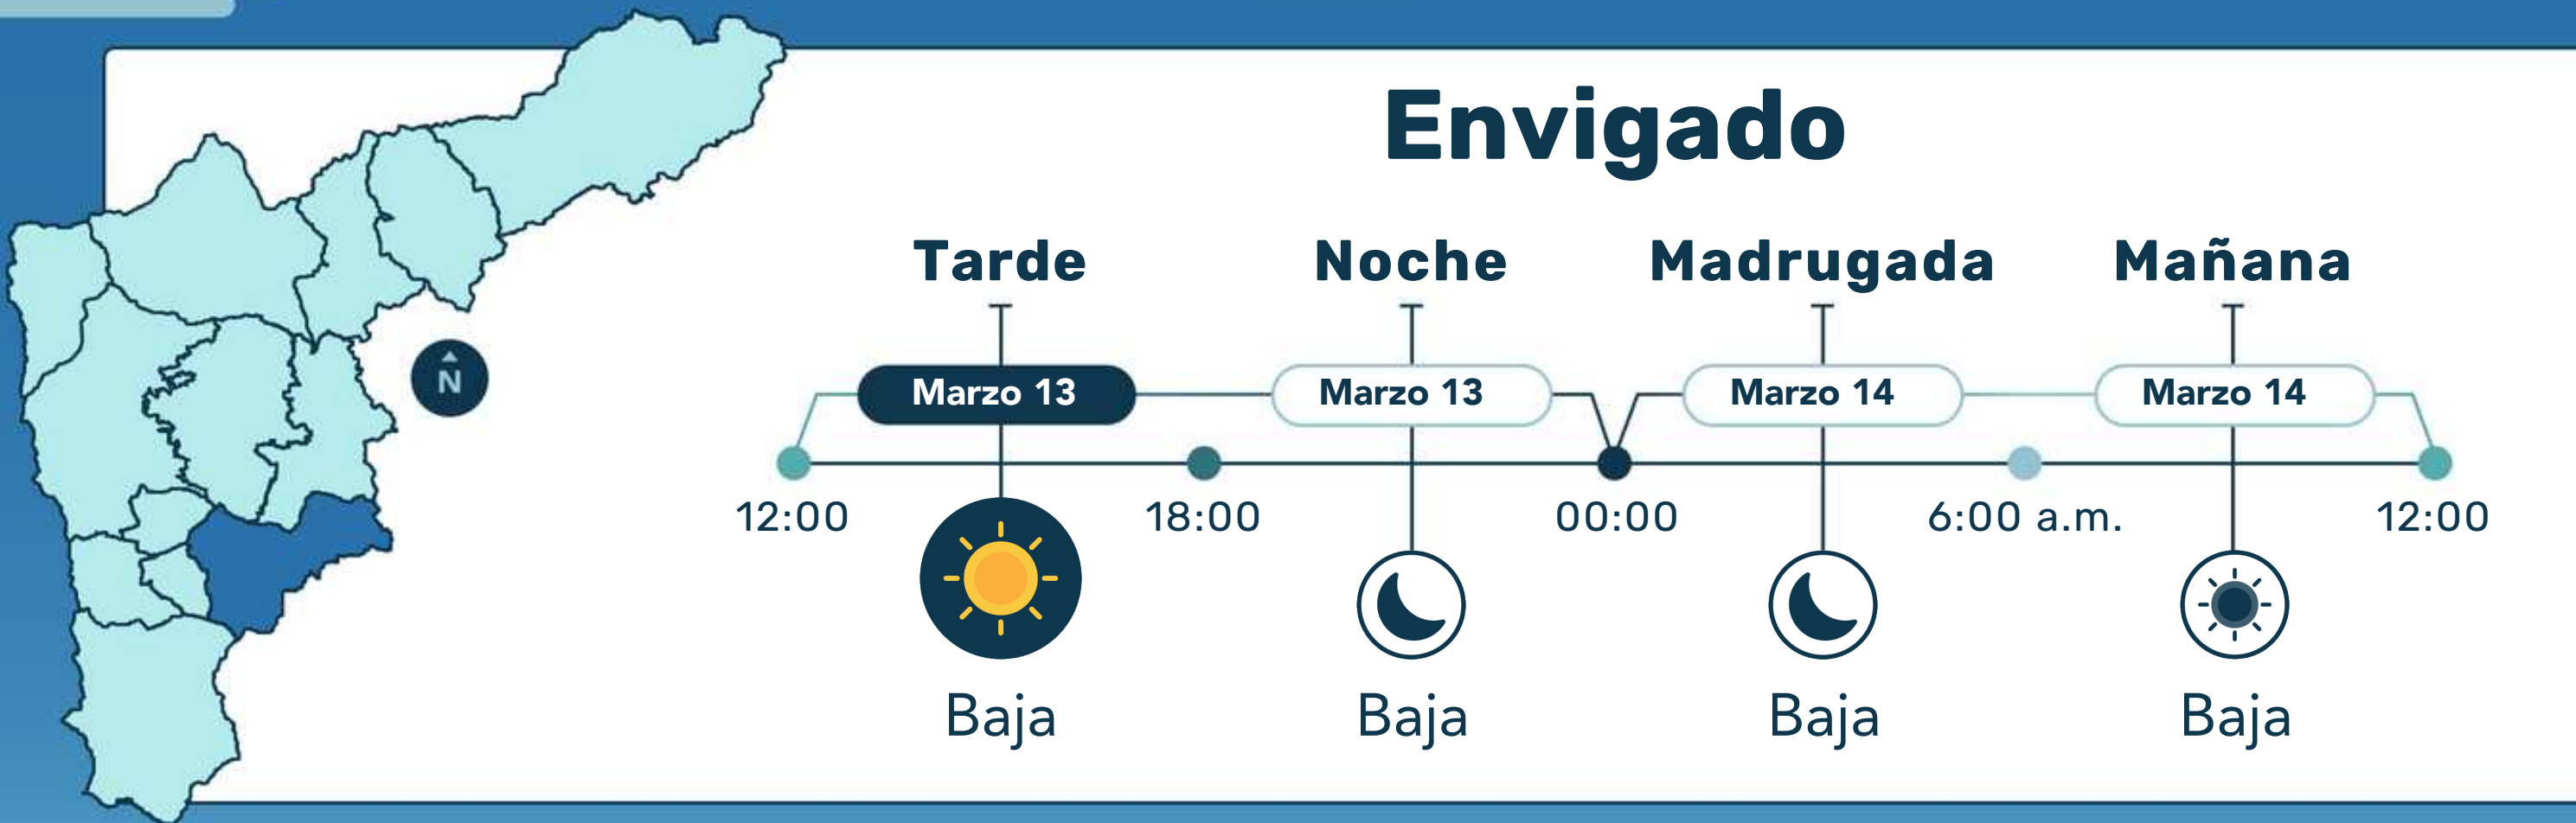 Envigado
Tarde Noche Madrugada Mañana
Marzo 13 Marzo 13 Marzo 14 Marzo 14
N
12:00 18:00 00:00 6:00 a.m. 12:00
Baja Baja Baja Baja